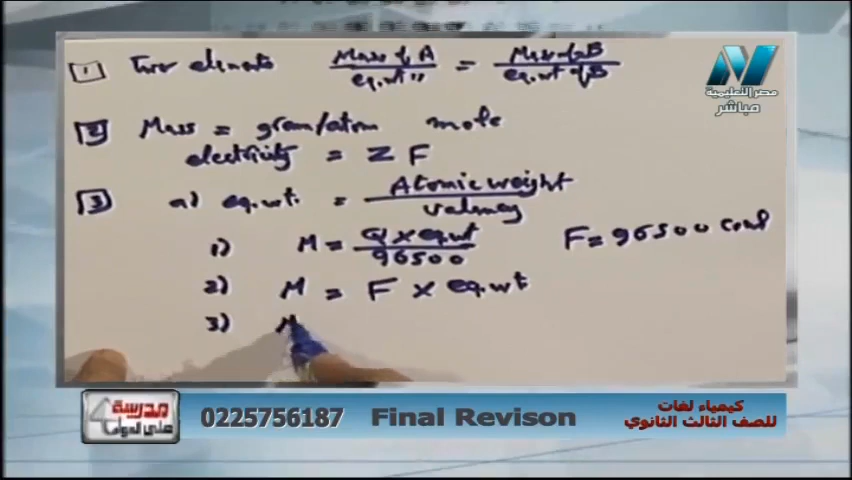 1 Two elements Mass of A / eq.wt " = Mass of B / eq.wt of B
مصر التعليمية
مباشر
2 Mass = gram/atom mole
electricity = Z F
3 a) eq.wt. = Atomic weight / valency
1) M = Q x eq.wt / 96500 F = 96500 coul
2) M = F x eq.wt
3) M
مدرسة على الهواء
0225756187 Final Revison
كيمياء لغات
للصف الثالث الثانوي